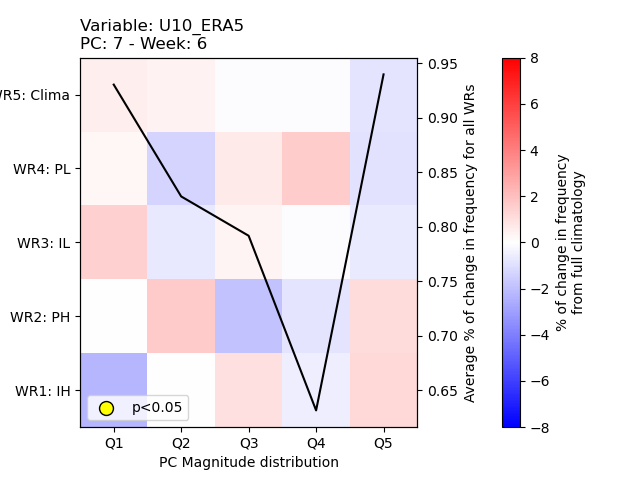 Variable: U10_ERA5
PC: 7 - Week: 6
WR5: Clima
WR4: PL
WR3: IL
WR2: PH
WR1: IH
p<0.05
Q1 Q2 Q3 Q4 Q5
PC Magnitude distribution
0.95
0.90
0.85
0.80
0.75
0.70
0.65
Average % of change in frequency for all WRs
8
6
4
2
0
−2
−4
−6
−8
% of change in frequency
from full climatology